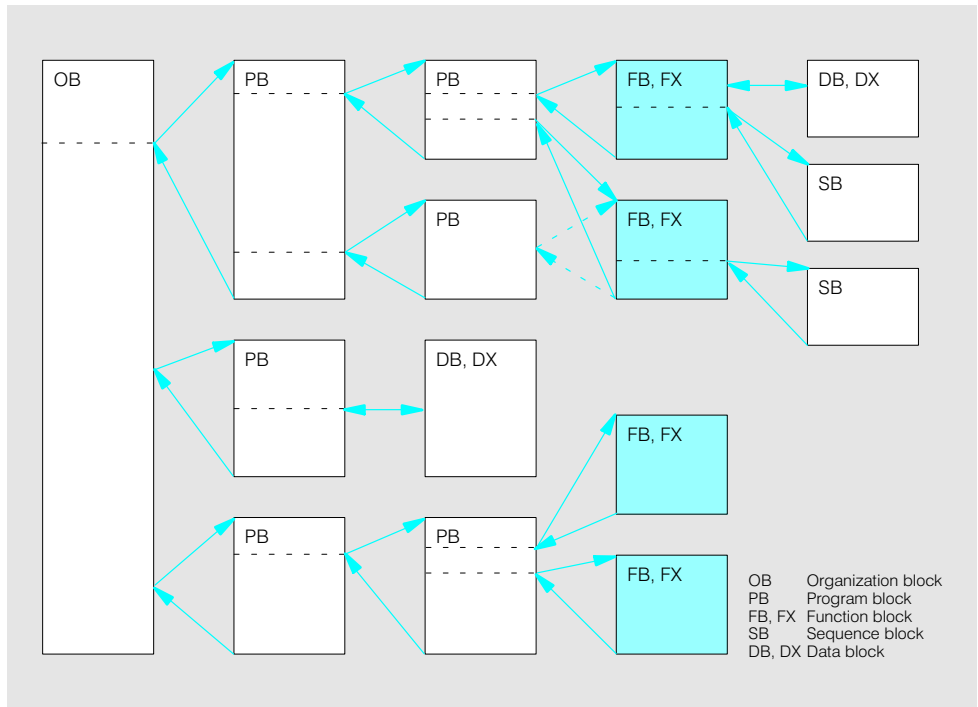 OB
PB
PB
FB, FX
DB, DX
SB
PB
FB, FX
SB
PB
DB, DX
FB, FX
PB
PB
FB, FX
OB Organization block
PB Program block
FB, FX Function block
SB Sequence block
DB, DX Data block